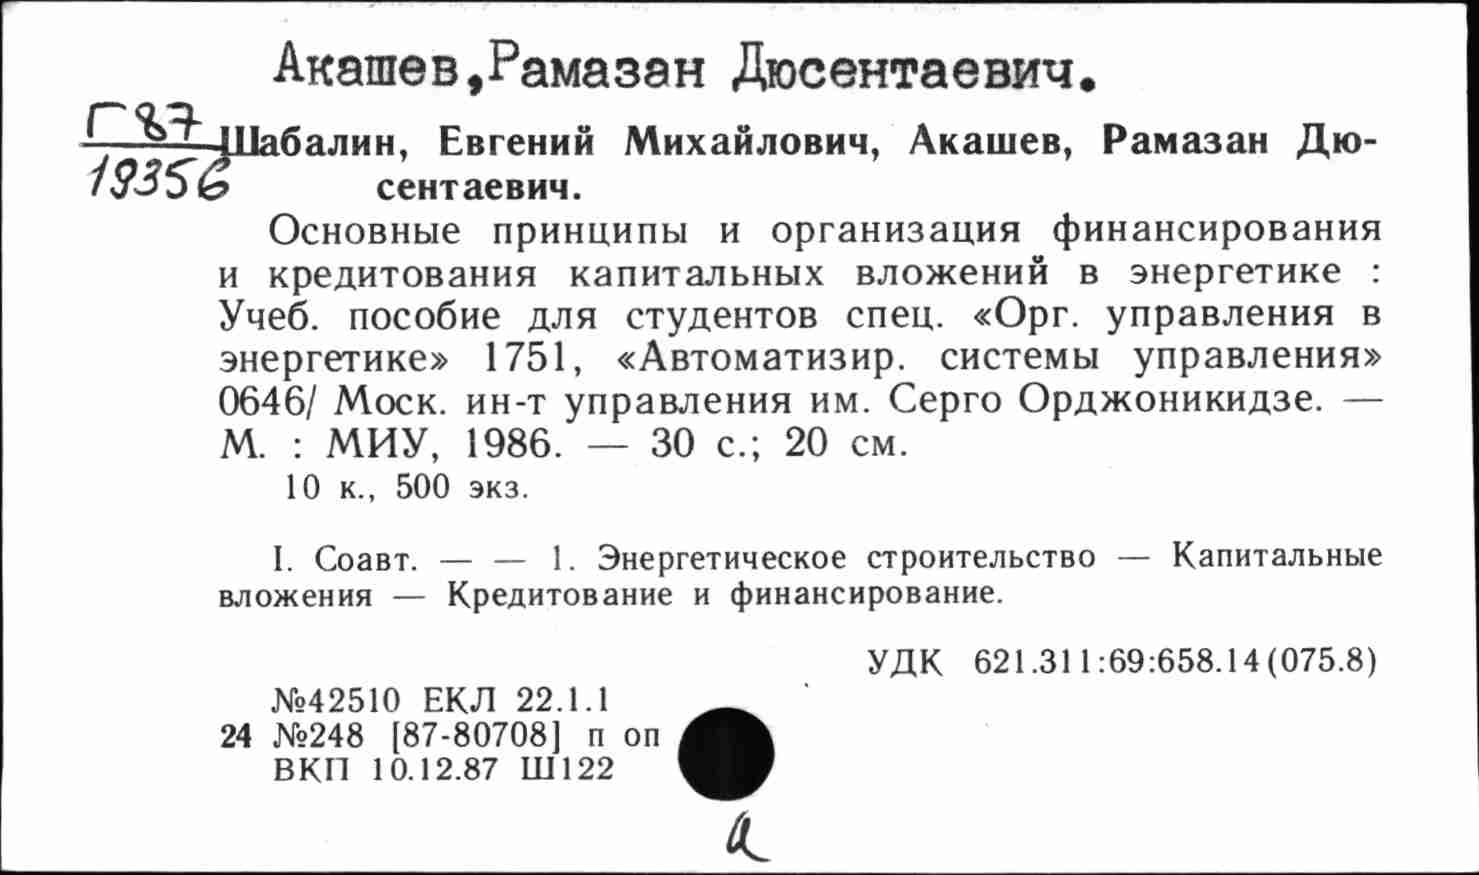 Акашев,Рамазан Дюсентаевич.
Г 87
19356
Шабалин, Евгений Михайлович, Акашев, Рамазан Дю-
сентаевич.
Основные принципы и организация финансирования
и кредитования капитальных вложений в энергетике :
Учеб. пособие для студентов спец. «Орг. управления в
энергетике» 1751, «Автоматизир. системы управления»
0646/ Моск. ин-т управления им. Серго Орджоникидзе. —
М. : МИУ, 1986. — 30 с.; 20 см.
10 к., 500 экз.
I. Соавт. — — 1. Энергетическое строительство — Капитальные
вложения — Кредитование и финансирование.
УДК 621.311:69:658.14(075.8)
№42510 ЕКЛ 22.1.1
24 №248 [87-80708] п оп
ВКП 10.12.87 Ш122
а